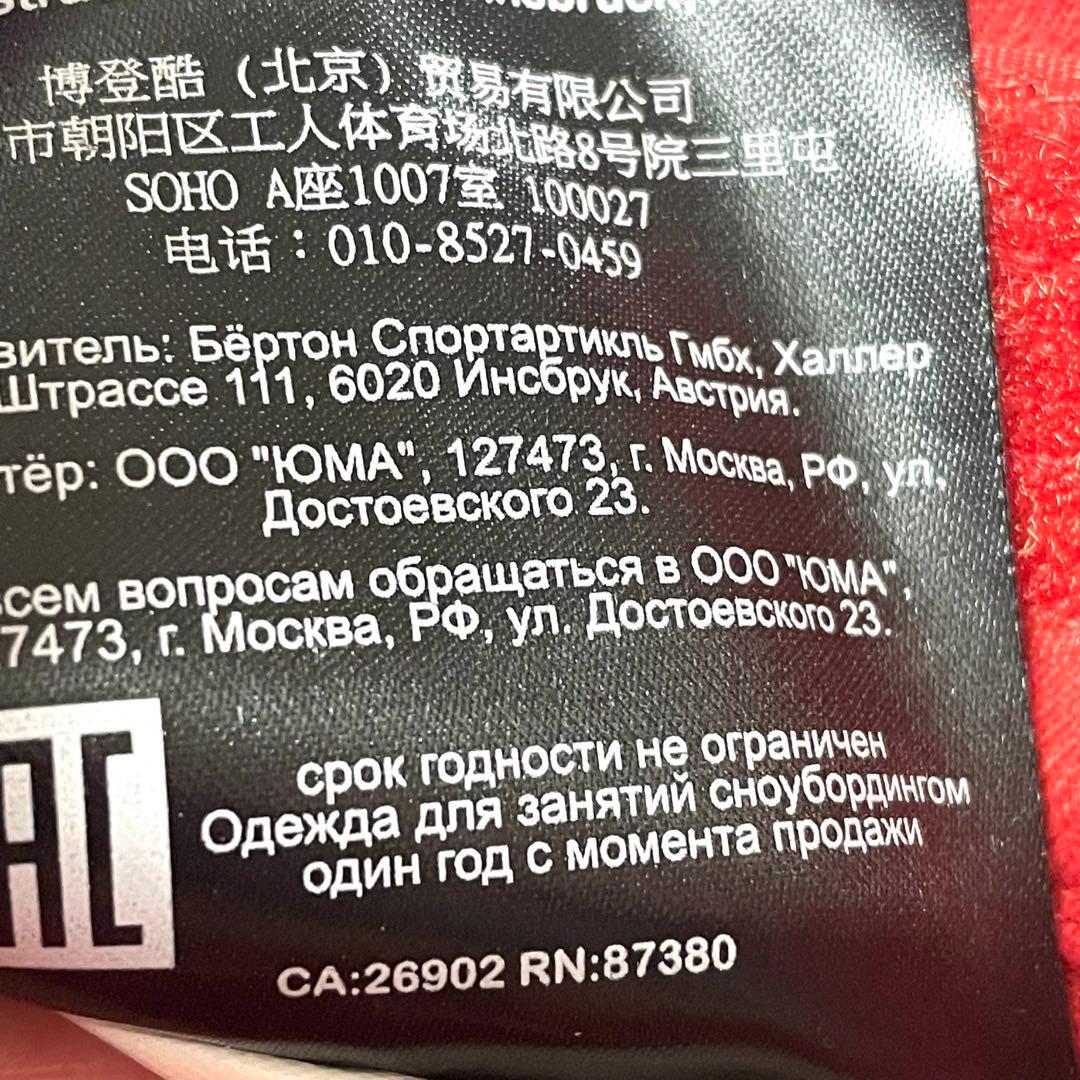 博登酷（北京）贸易有限公司
市朝阳区工人体育场北路8号院三里屯
SOHO A座1007室 100027
电话：010-8527-0459
витель: Бёртон Спортартикль Гмбх, Халлер
Штрассе 111, 6020 Инсбрук, Австрия.
тёр: ООО "ЮМА", 127473, г. Москва, РФ, ул.
Достоевского 23.
сем вопросам обращаться в ООО "ЮМА",
7473, г. Москва, РФ, ул. Достоевского 23.
срок годности не ограничен
Одежда для занятий сноубордингом
один год с момента продажи
CA:26902 RN:87380